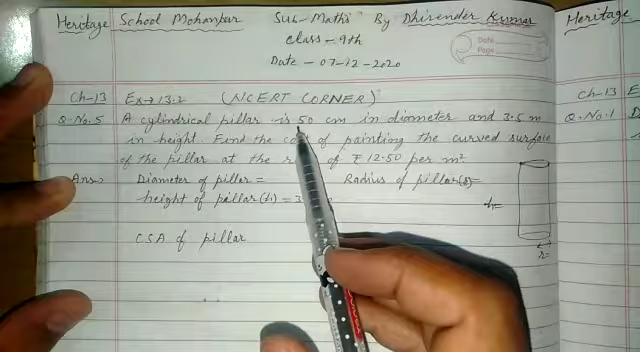 Heritage School Mohanpur Sub- Maths By Dhirender Kumar Heritage
Class - 9th
Date - 07-12-2020
Date
Page
Ch-13 Ex→13.2 (NCERT CORNER) Ch-13
Q.No.5 A cylindrical pillar is 50 cm in diameter and 3.5 m Q.No.1
in height. Find the of painting the curved surface
of the pillar at the of ₹12.50 per m²
Ans: Diameter of pillar = Radius of pillar(r)=
height of pillar(h) = 3
h=
CSA of pillar
r=